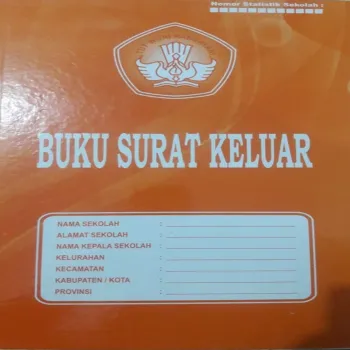 Nomor Statistik Sekolah :
BUKU SURAT KELUAR
NAMA SEKOLAH :
ALAMAT SEKOLAH :
NAMA KEPALA SEKOLAH :
KELURAHAN :
KECAMATAN :
KABUPATEN / KOTA :
PROVINSI :